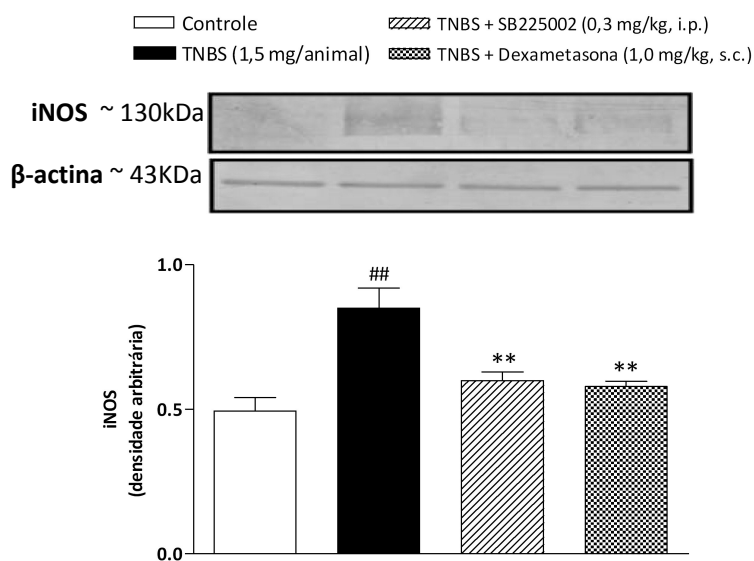 Controle
TNBS (1,5 mg/animal)
TNBS + SB225002 (0,3 mg/kg, i.p.)
TNBS + Dexametasona (1,0 mg/kg, s.c.)
iNOS ~ 130kDa
β-actina ~ 43KDa
1.0
0.5
0.0
iNOS
(densidade arbitrária)
##
**
**